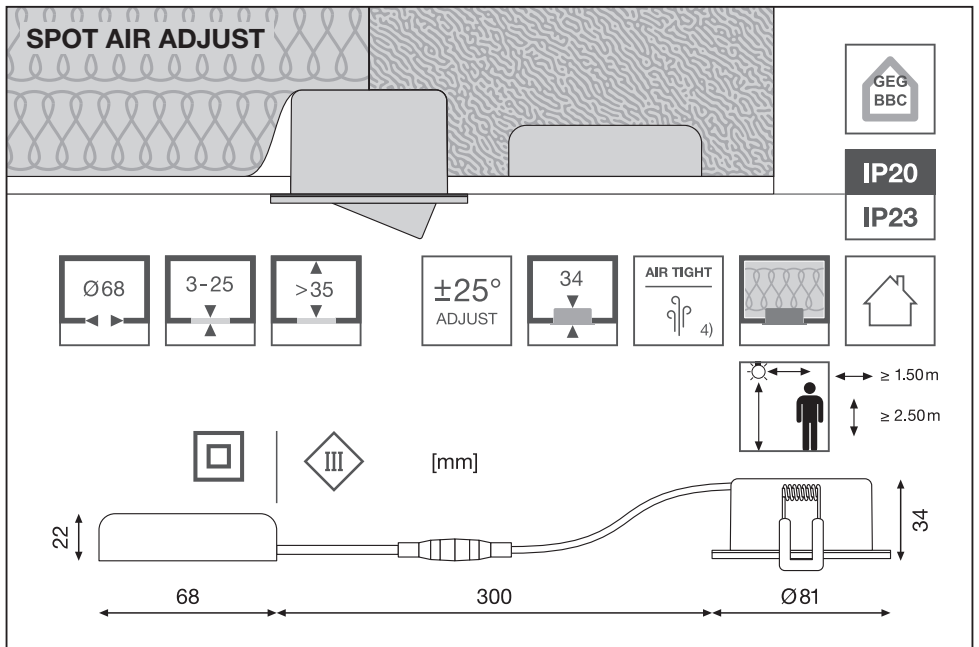 SPOT AIR ADJUST
GEG
BBC
IP20
IP23
Ø68
3-25
>35
±25°
ADJUST
34
AIR TIGHT
4)
≥ 1.50 m
≥ 2.50 m
III
[mm]
22
34
68
300
Ø81